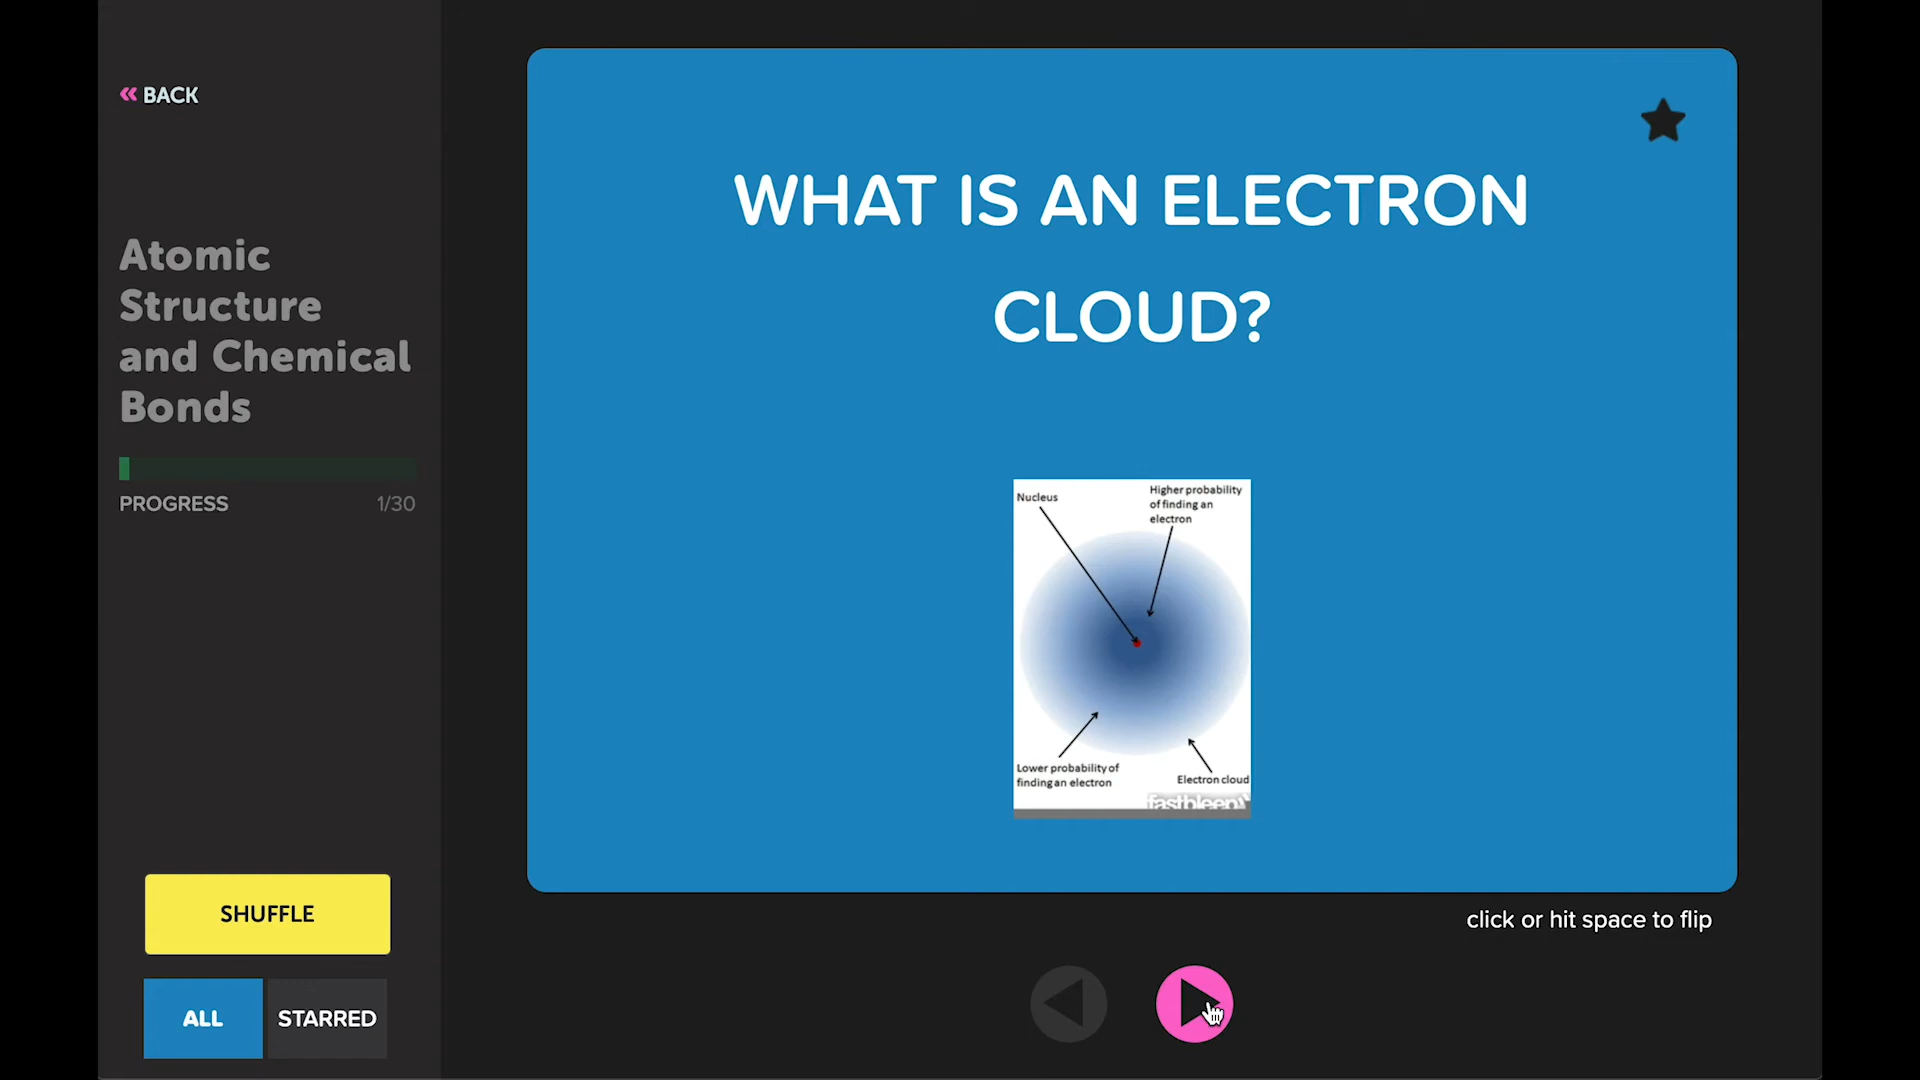 BACK
Atomic
Structure
and Chemical
Bonds
PROGRESS 1/30
SHUFFLE
ALL STARRED
WHAT IS AN ELECTRON
CLOUD?
Nucleus
Higher probability
of finding an
electron
Lower probability of
finding an electron
Electron cloud
fastbleep
click or hit space to flip